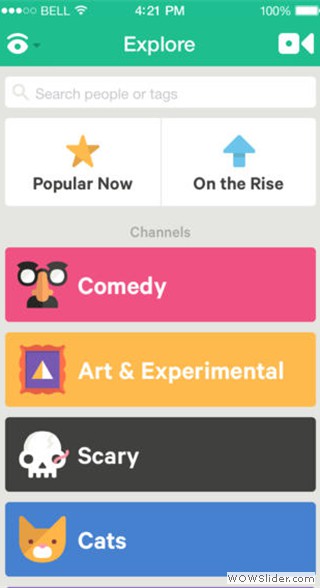 BELL 4:21 PM 100%
Explore
Search people or tags
Popular Now On the Rise
Channels
Comedy
Art & Experimental
Scary
Cats
WOWSlider.com